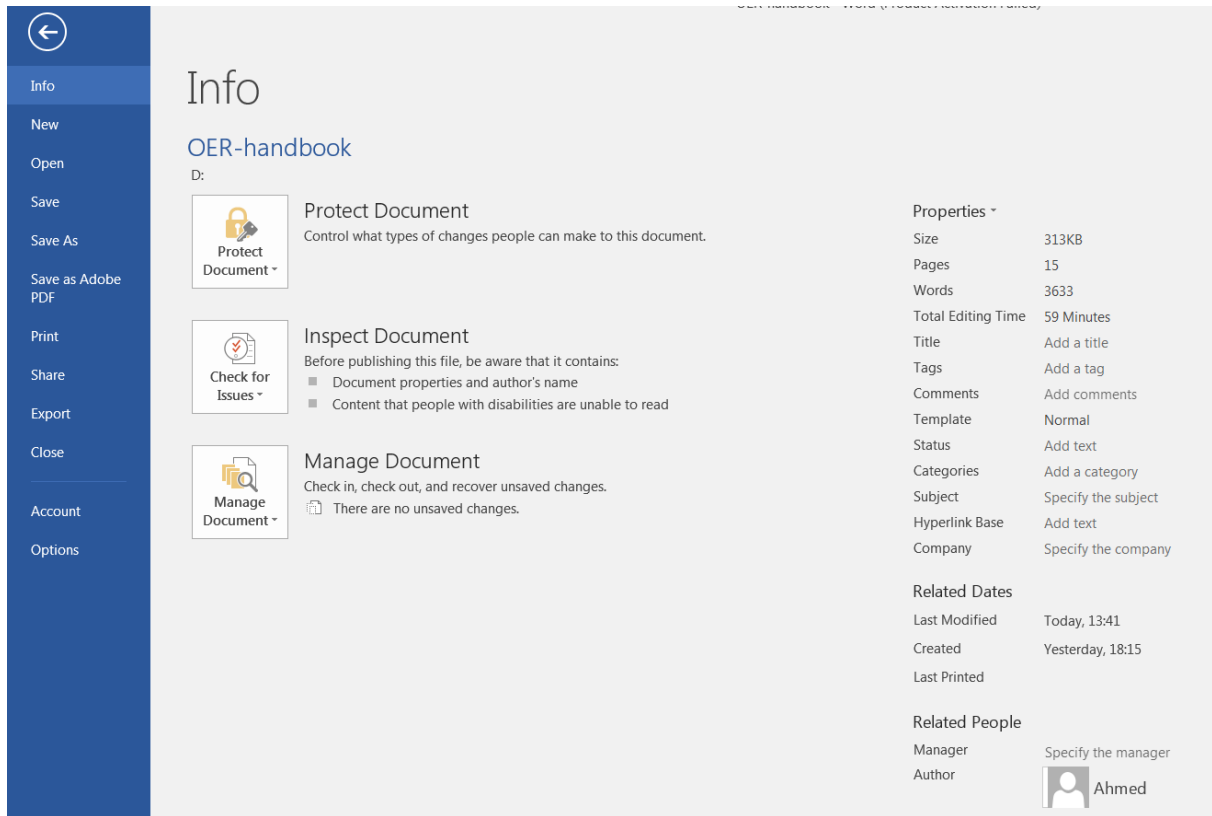 OER-handbook - Word (Product Activation Failed)
Info
New
Open
Save
Save As
Save as Adobe
PDF
Print
Share
Export
Close
Account
Options
Info
OER-handbook
D:
Protect
Document
Protect Document
Control what types of changes people can make to this document.
Check for
Issues
Inspect Document
Before publishing this file, be aware that it contains:
Document properties and author's name
Content that people with disabilities are unable to read
Manage
Document
Manage Document
Check in, check out, and recover unsaved changes.
There are no unsaved changes.
Properties
Size 313KB
Pages 15
Words 3633
Total Editing Time 59 Minutes
Title Add a title
Tags Add a tag
Comments Add comments
Template Normal
Status Add text
Categories Add a category
Subject Specify the subject
Hyperlink Base Add text
Company Specify the company
Related Dates
Last Modified Today, 13:41
Created Yesterday, 18:15
Last Printed
Related People
Manager Specify the manager
Author Ahmed